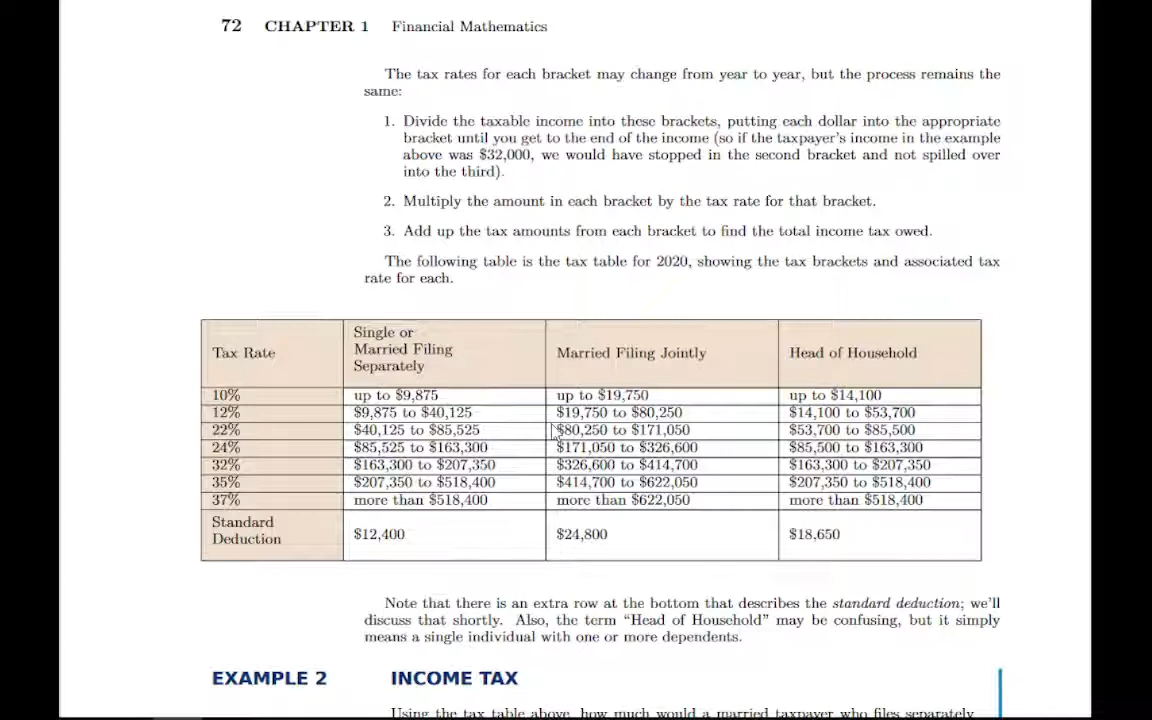 72 CHAPTER 1 Financial Mathematics
The tax rates for each bracket may change from year to year, but the process remains the
same:
1. Divide the taxable income into these brackets, putting each dollar into the appropriate
bracket until you get to the end of the income (so if the taxpayer's income in the example
above was $32,000, we would have stopped in the second bracket and not spilled over
into the third).
2. Multiply the amount in each bracket by the tax rate for that bracket.
3. Add up the tax amounts from each bracket to find the total income tax owed.
The following table is the tax table for 2020, showing the tax brackets and associated tax
rate for each.
Tax Rate | Single or Married Filing Separately | Married Filing Jointly | Head of Household
10% | up to $9,875 | up to $19,750 | up to $14,100
12% | $9,875 to $40,125 | $19,750 to $80,250 | $14,100 to $53,700
22% | $40,125 to $85,525 | $80,250 to $171,050 | $53,700 to $85,500
24% | $85,525 to $163,300 | $171,050 to $326,600 | $85,500 to $163,300
32% | $163,300 to $207,350 | $326,600 to $414,700 | $163,300 to $207,350
35% | $207,350 to $518,400 | $414,700 to $622,050 | $207,350 to $518,400
37% | more than $518,400 | more than $622,050 | more than $518,400
Standard Deduction | $12,400 | $24,800 | $18,650
Note that there is an extra row at the bottom that describes the standard deduction; we'll
discuss that shortly. Also, the term "Head of Household" may be confusing, but it simply
means a single individual with one or more dependents.
EXAMPLE 2 INCOME TAX
Using the tax table above, how much would a married taxpayer who files separately